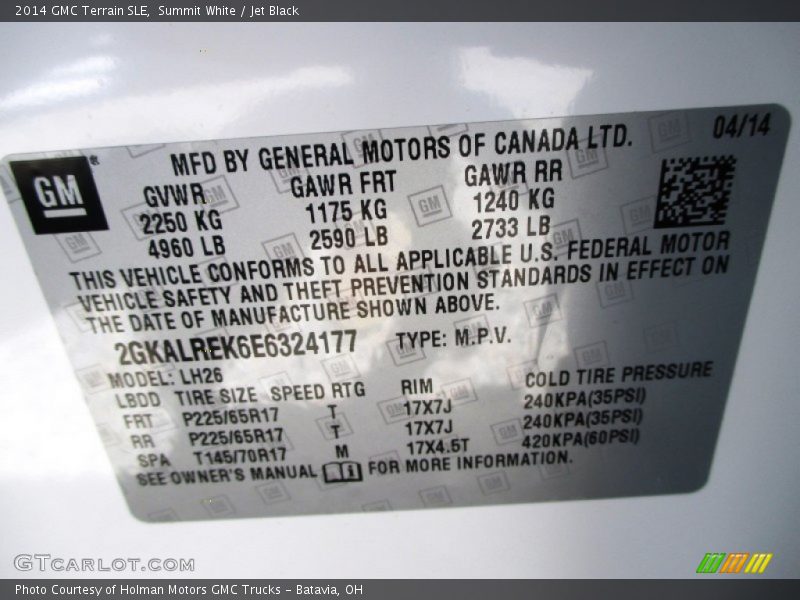 2014 GMC Terrain SLE,  Summit White / Jet Black
04/14
MFD BY GENERAL MOTORS OF CANADA LTD.
GM
GVWR GAWR FRT GAWR RR
2250 KG 1175 KG 1240 KG
4960 LB 2590 LB 2733 LB
THIS VEHICLE CONFORMS TO ALL APPLICABLE U.S. FEDERAL MOTOR
VEHICLE SAFETY AND THEFT PREVENTION STANDARDS IN EFFECT ON
THE DATE OF MANUFACTURE SHOWN ABOVE.
2GKALREK6E6324177 TYPE: M.P.V.
MODEL: LH26
LBDD TIRE SIZE SPEED RTG RIM COLD TIRE PRESSURE
FRT P225/65R17 T 17X7J 240KPA(35PSI)
RR P225/65R17 T 17X7J 240KPA(35PSI)
SPA T145/70R17 M 17X4.5T 420KPA(60PSI)
SEE OWNER'S MANUAL FOR MORE INFORMATION.
GTCARLOT.COM
Photo Courtesy of Holman Motors GMC Trucks – Batavia, OH